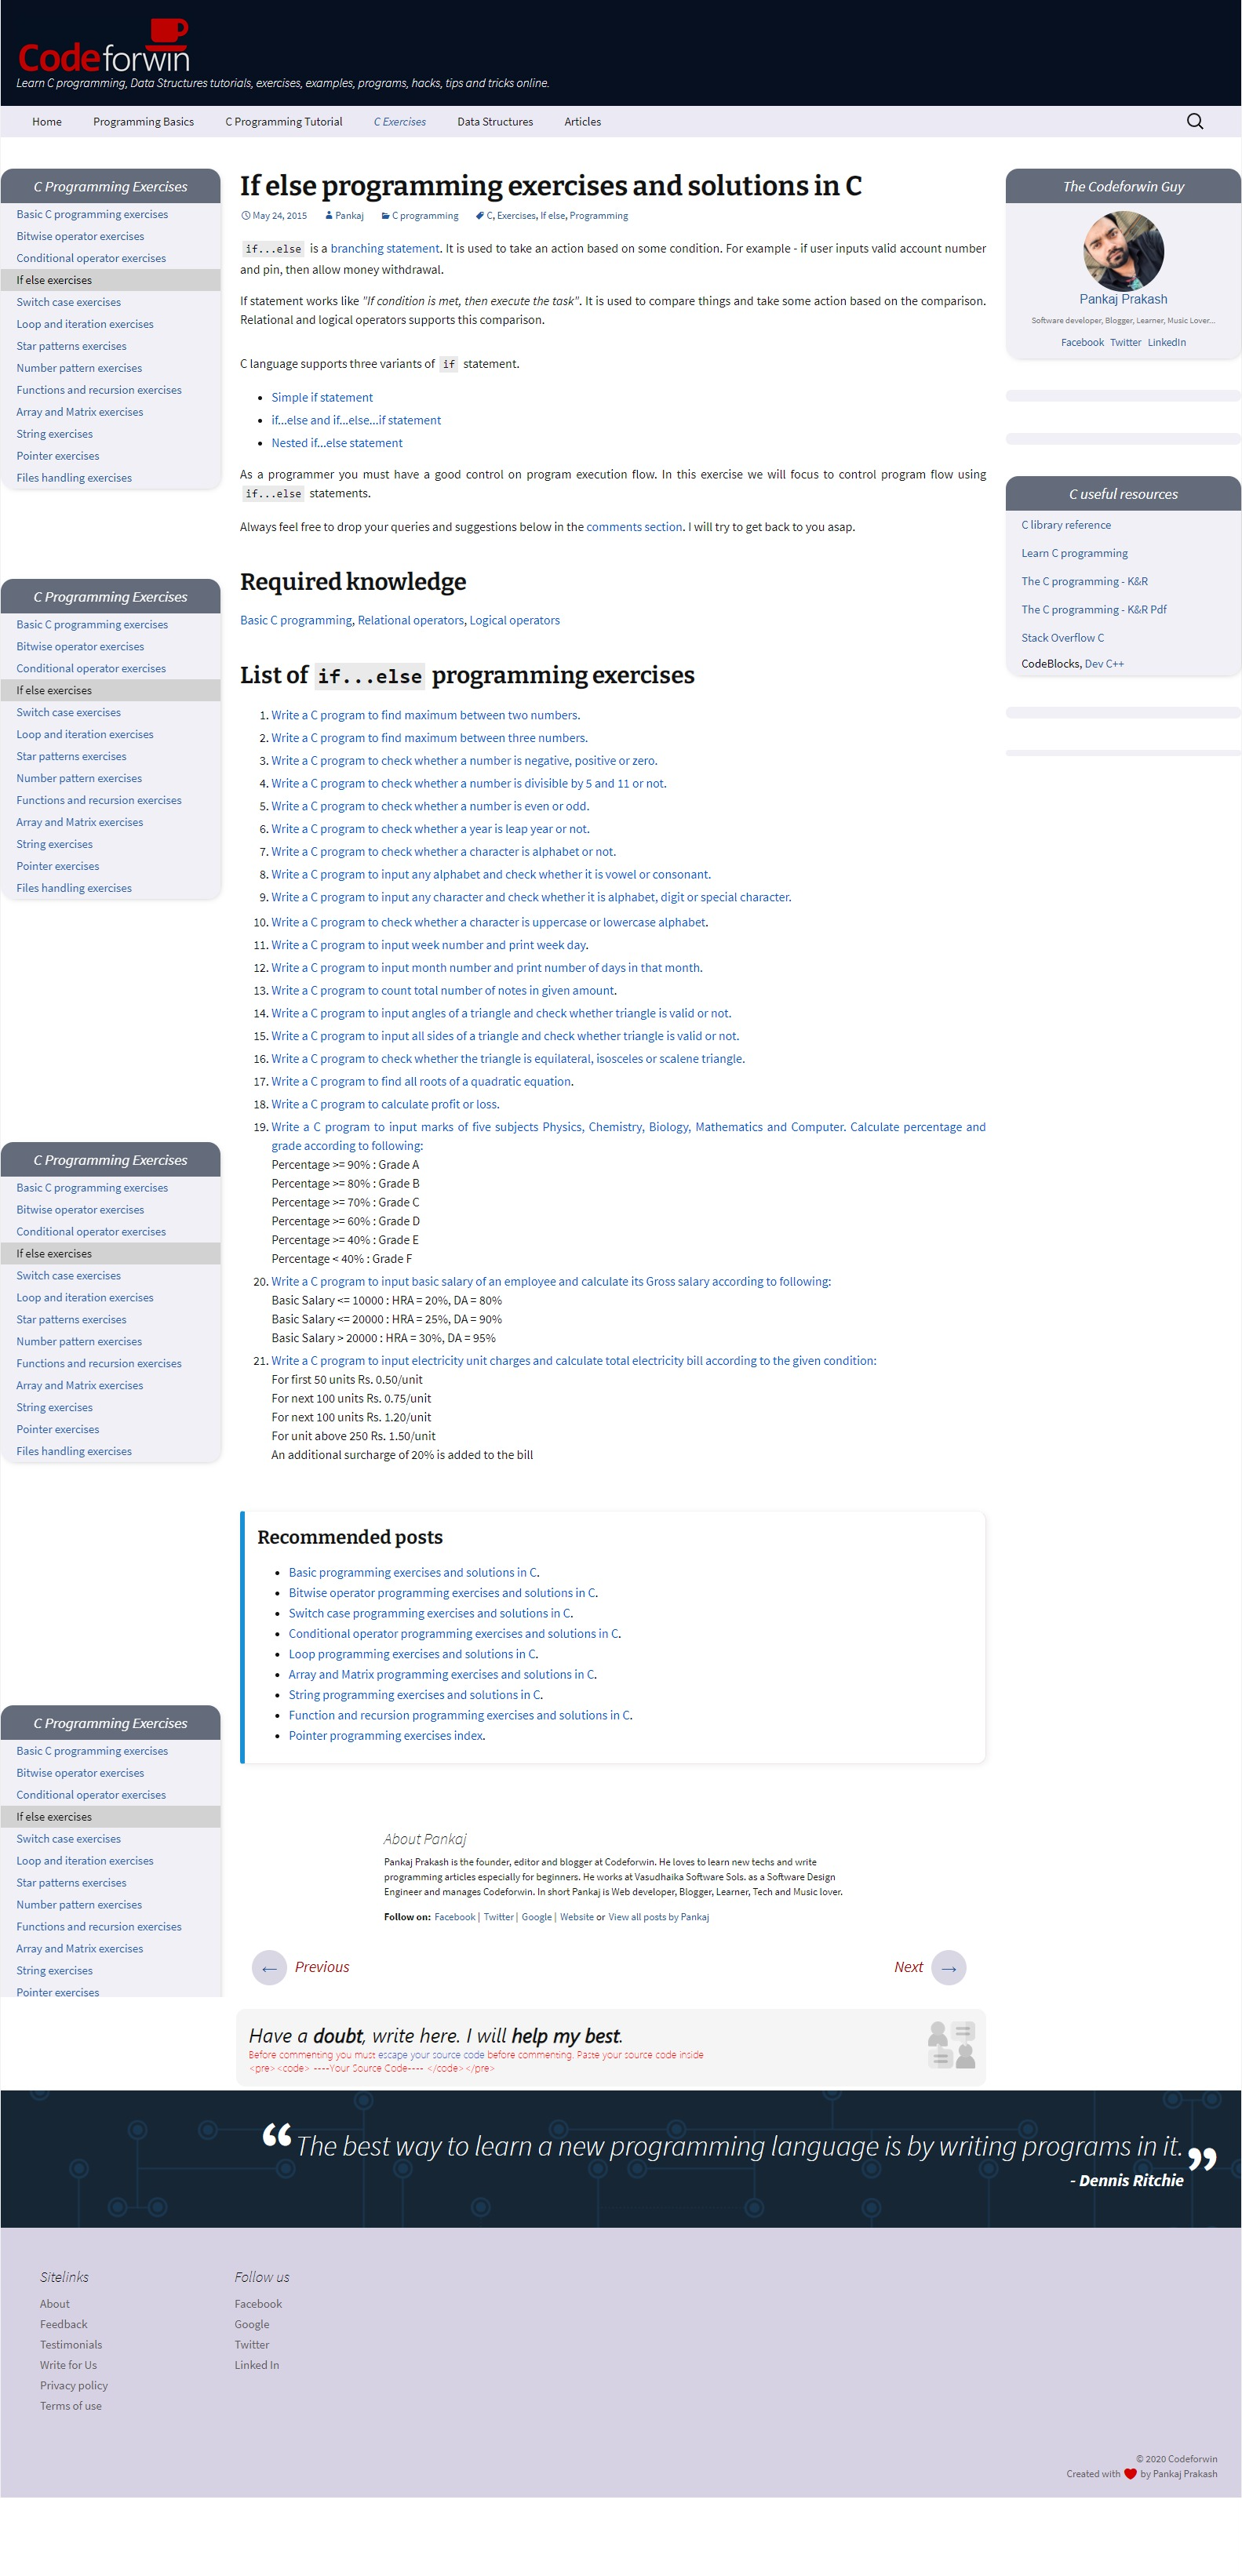 Codeforwin
Learn C programming, Data Structures tutorials, exercises, examples, programs, hacks, tips and tricks online.
Home Programming Basics C Programming Tutorial C Exercises Data Structures Articles
C Programming Exercises
Basic C programming exercises
Bitwise operator exercises
Conditional operator exercises
If else exercises
Switch case exercises
Loop and iteration exercises
Star patterns exercises
Number pattern exercises
Functions and recursion exercises
Array and Matrix exercises
String exercises
Pointer exercises
Files handling exercises
C Programming Exercises
Basic C programming exercises
Bitwise operator exercises
Conditional operator exercises
If else exercises
Switch case exercises
Loop and iteration exercises
Star patterns exercises
Number pattern exercises
Functions and recursion exercises
Array and Matrix exercises
String exercises
Pointer exercises
Files handling exercises
C Programming Exercises
Basic C programming exercises
Bitwise operator exercises
Conditional operator exercises
If else exercises
Switch case exercises
Loop and iteration exercises
Star patterns exercises
Number pattern exercises
Functions and recursion exercises
Array and Matrix exercises
String exercises
Pointer exercises
Files handling exercises
C Programming Exercises
Basic C programming exercises
Bitwise operator exercises
Conditional operator exercises
If else exercises
Switch case exercises
Loop and iteration exercises
Star patterns exercises
Number pattern exercises
Functions and recursion exercises
Array and Matrix exercises
String exercises
Pointer exercises
If else programming exercises and solutions in C
May 24, 2015 Pankaj C programming C, Exercises, If else, Programming
if...else is a branching statement. It is used to take an action based on some condition. For example - if user inputs valid account number
and pin, then allow money withdrawal.
If statement works like "If condition is met, then execute the task". It is used to compare things and take some action based on the comparison.
Relational and logical operators supports this comparison.
C language supports three variants of if statement.
• Simple if statement
• if...else and if...else...if statement
• Nested if...else statement
As a programmer you must have a good control on program execution flow. In this exercise we will focus to control program flow using
if...else statements.
Always feel free to drop your queries and suggestions below in the comments section. I will try to get back to you asap.
Required knowledge
Basic C programming, Relational operators, Logical operators
List of if...else programming exercises
1. Write a C program to find maximum between two numbers.
2. Write a C program to find maximum between three numbers.
3. Write a C program to check whether a number is negative, positive or zero.
4. Write a C program to check whether a number is divisible by 5 and 11 or not.
5. Write a C program to check whether a number is even or odd.
6. Write a C program to check whether a year is leap year or not.
7. Write a C program to check whether a character is alphabet or not.
8. Write a C program to input any alphabet and check whether it is vowel or consonant.
9. Write a C program to input any character and check whether it is alphabet, digit or special character.
10. Write a C program to check whether a character is uppercase or lowercase alphabet.
11. Write a C program to input week number and print week day.
12. Write a C program to input month number and print number of days in that month.
13. Write a C program to count total number of notes in given amount.
14. Write a C program to input angles of a triangle and check whether triangle is valid or not.
15. Write a C program to input all sides of a triangle and check whether triangle is valid or not.
16. Write a C program to check whether the triangle is equilateral, isosceles or scalene triangle.
17. Write a C program to find all roots of a quadratic equation.
18. Write a C program to calculate profit or loss.
19. Write a C program to input marks of five subjects Physics, Chemistry, Biology, Mathematics and Computer. Calculate percentage and
grade according to following:
Percentage >= 90% : Grade A
Percentage >= 80% : Grade B
Percentage >= 70% : Grade C
Percentage >= 60% : Grade D
Percentage >= 40% : Grade E
Percentage < 40% : Grade F
20. Write a C program to input basic salary of an employee and calculate its Gross salary according to following:
Basic Salary <= 10000 : HRA = 20%, DA = 80%
Basic Salary <= 20000 : HRA = 25%, DA = 90%
Basic Salary > 20000 : HRA = 30%, DA = 95%
21. Write a C program to input electricity unit charges and calculate total electricity bill according to the given condition:
For first 50 units Rs. 0.50/unit
For next 100 units Rs. 0.75/unit
For next 100 units Rs. 1.20/unit
For unit above 250 Rs. 1.50/unit
An additional surcharge of 20% is added to the bill
Recommended posts
• Basic programming exercises and solutions in C.
• Bitwise operator programming exercises and solutions in C.
• Switch case programming exercises and solutions in C.
• Conditional operator programming exercises and solutions in C.
• Loop programming exercises and solutions in C.
• Array and Matrix programming exercises and solutions in C.
• String programming exercises and solutions in C.
• Function and recursion programming exercises and solutions in C.
• Pointer programming exercises index.
About Pankaj
Pankaj Prakash is the founder, editor and blogger at Codeforwin. He loves to learn new techs and write
programming articles especially for beginners. He works at Vasudhaika Software Sols. as a Software Design
Engineer and manages Codeforwin. In short Pankaj is Web developer, Blogger, Learner, Tech and Music lover.
Follow on: Facebook | Twitter | Google | Website or View all posts by Pankaj
← Previous
Next →
Have a doubt, write here. I will help my best.
Before commenting you must escape your source code before commenting. Paste your source code inside
<pre><code> ----Your Source Code---- </code></pre>
The Codeforwin Guy
Pankaj Prakash
Software developer, Blogger, Learner, Music Lover...
Facebook Twitter LinkedIn
C useful resources
C library reference
Learn C programming
The C programming - K&R
The C programming - K&R Pdf
Stack Overflow C
CodeBlocks, Dev C++
“The best way to learn a new programming language is by writing programs in it.”
- Dennis Ritchie
Sitelinks
About
Feedback
Testimonials
Write for Us
Privacy policy
Terms of use
Follow us
Facebook
Google
Twitter
Linked In
© 2020 Codeforwin
Created with ❤ by Pankaj Prakash